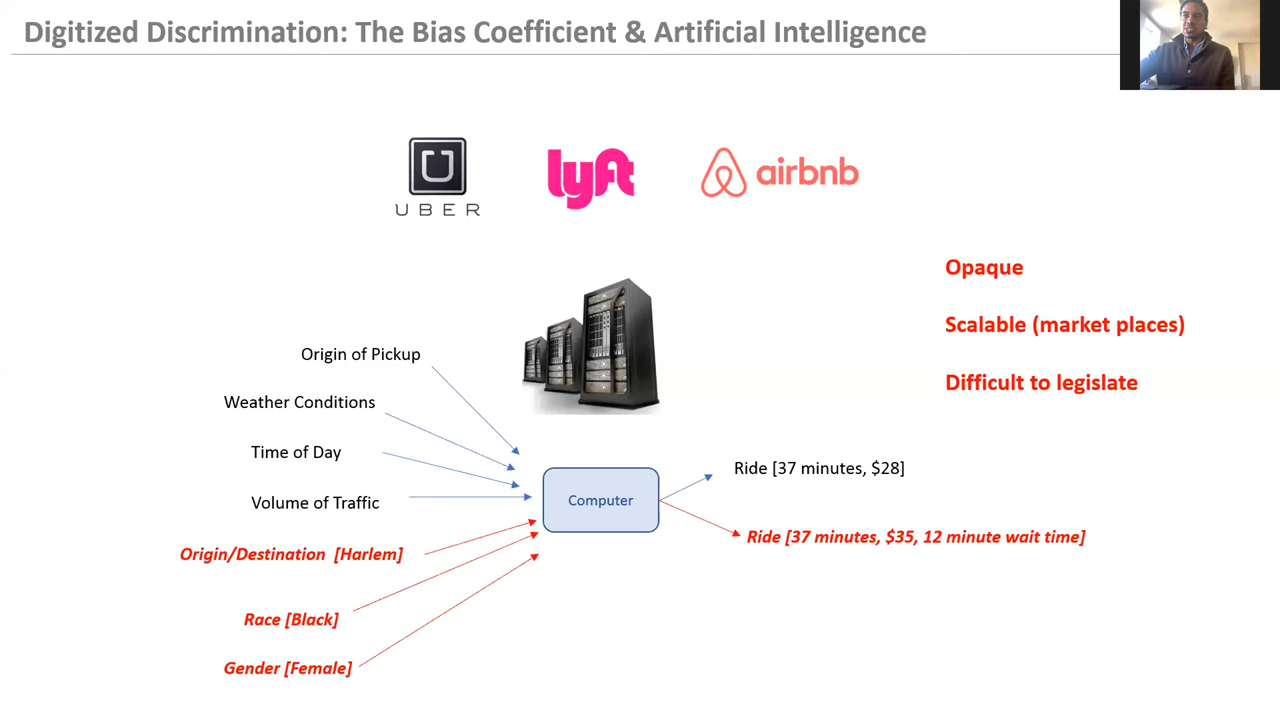 Digitized Discrimination: The Bias Coefficient & Artificial Intelligence
UBER
lyft
airbnb
Opaque
Scalable (market places)
Difficult to legislate
Origin of Pickup
Weather Conditions
Time of Day
Volume of Traffic
Origin/Destination [Harlem]
Race [Black]
Gender [Female]
Computer
Ride [37 minutes, $28]
Ride [37 minutes, $35, 12 minute wait time]